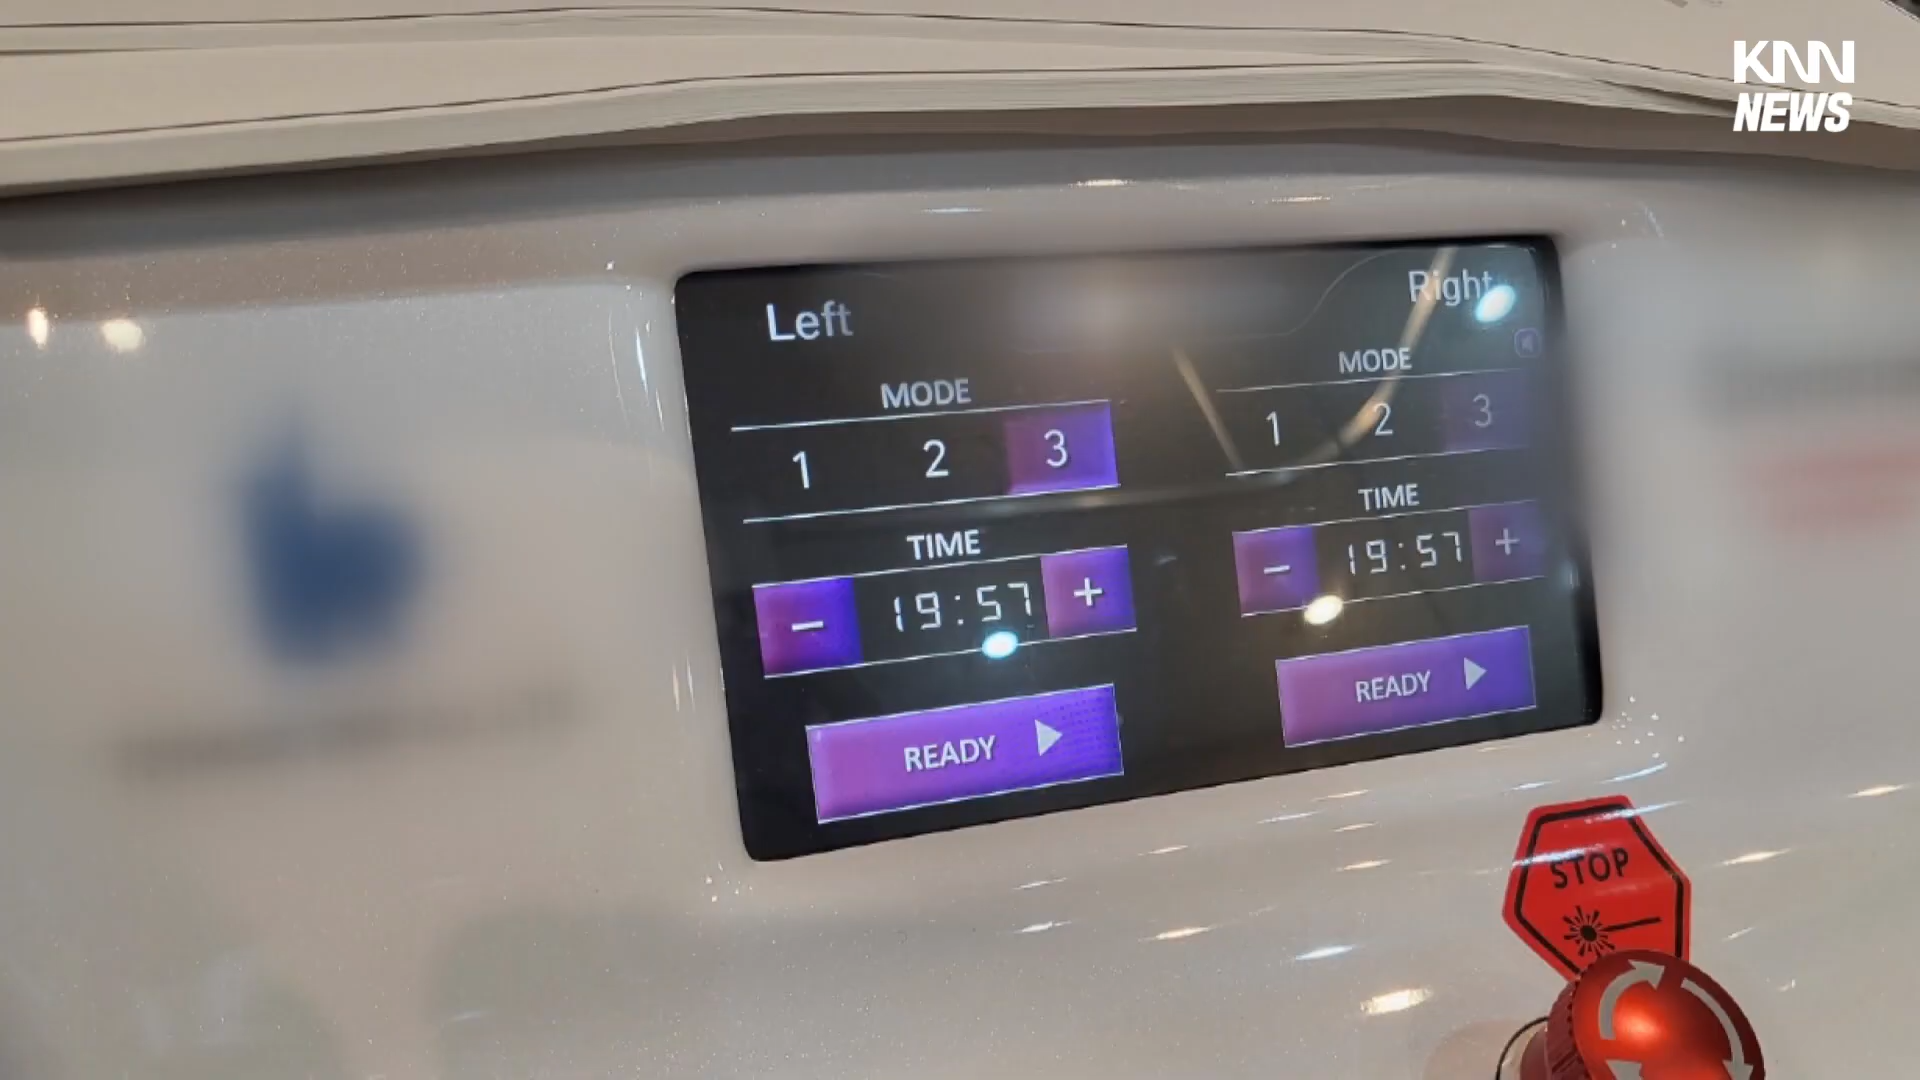 KNN
NEWS
Left
Right
MODE
MODE
1 2 3
1 2 3
TIME
TIME
− 19:57 +
− 19:57 +
READY
READY
STOP